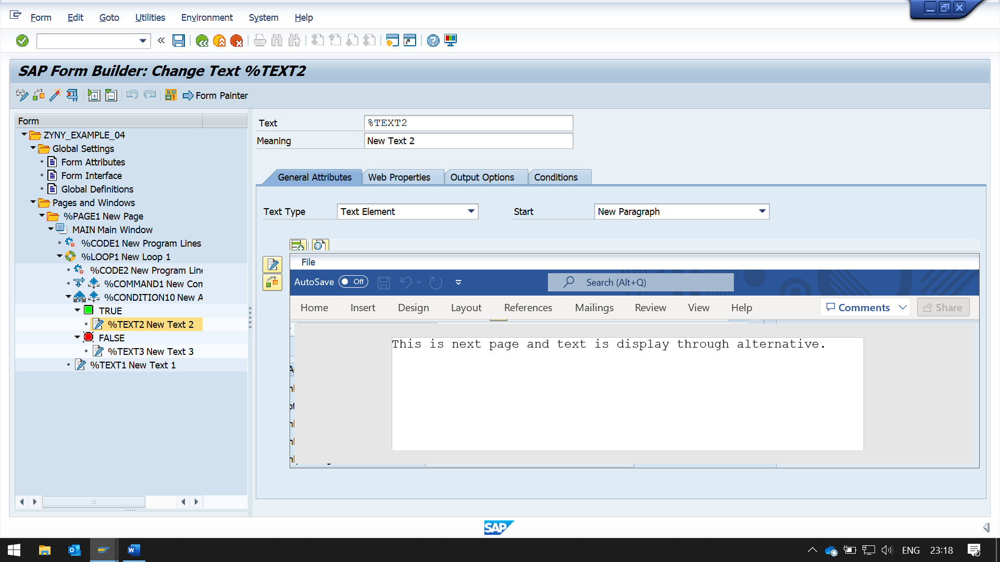 Form Edit Goto Utilities Environment System Help
SAP Form Builder: Change Text %TEXT2
Form Painter
Form
ZYNY_EXAMPLE_04
Global Settings
Form Attributes
Form Interface
Global Definitions
Pages and Windows
%PAGE1 New Page
MAIN Main Window
%CODE1 New Program Lines
%LOOP1 New Loop 1
%CODE2 New Program Line
%COMMAND1 New Com
%CONDITION10 New A
TRUE
%TEXT2 New Text 2
FALSE
%TEXT3 New Text 3
%TEXT1 New Text 1
Text %TEXT2
Meaning New Text 2
General Attributes Web Properties Output Options Conditions
Text Type Text Element Start New Paragraph
File
AutoSave Off Search (Alt+Q)
Home Insert Design Layout References Mailings Review View Help Comments Share
This is next page and text is display through alternative.
SAP
ENG 23:18